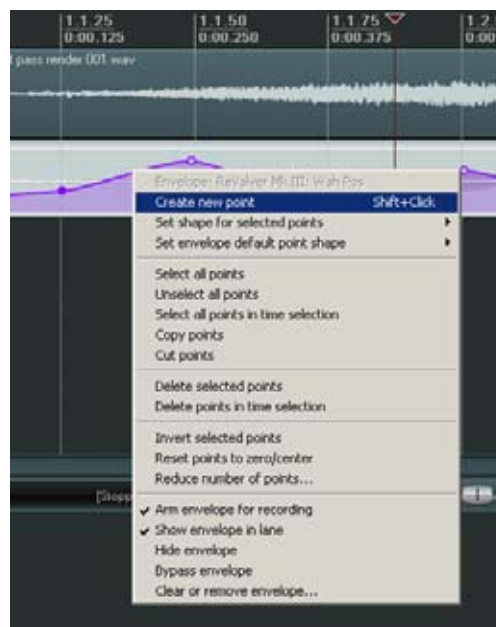 1.1.25 1.1.50 1.1.75 1.2
0:00.125 0:00.250 0:00.375 0:00
pass render 001.wav
Envelope: ReValver Mk III: Wah Pos
Create new point Shift+Click
Set shape for selected points
Set envelope default point shape
Select all points
Unselect all points
Select all points in time selection
Copy points
Cut points
Delete selected points
Delete points in time selection
Invert selected points
Reset points to zero/center
Reduce number of points...
[Stopp
Arm envelope for recording
Show envelope in lane
Hide envelope
Bypass envelope
Clear or remove envelope...